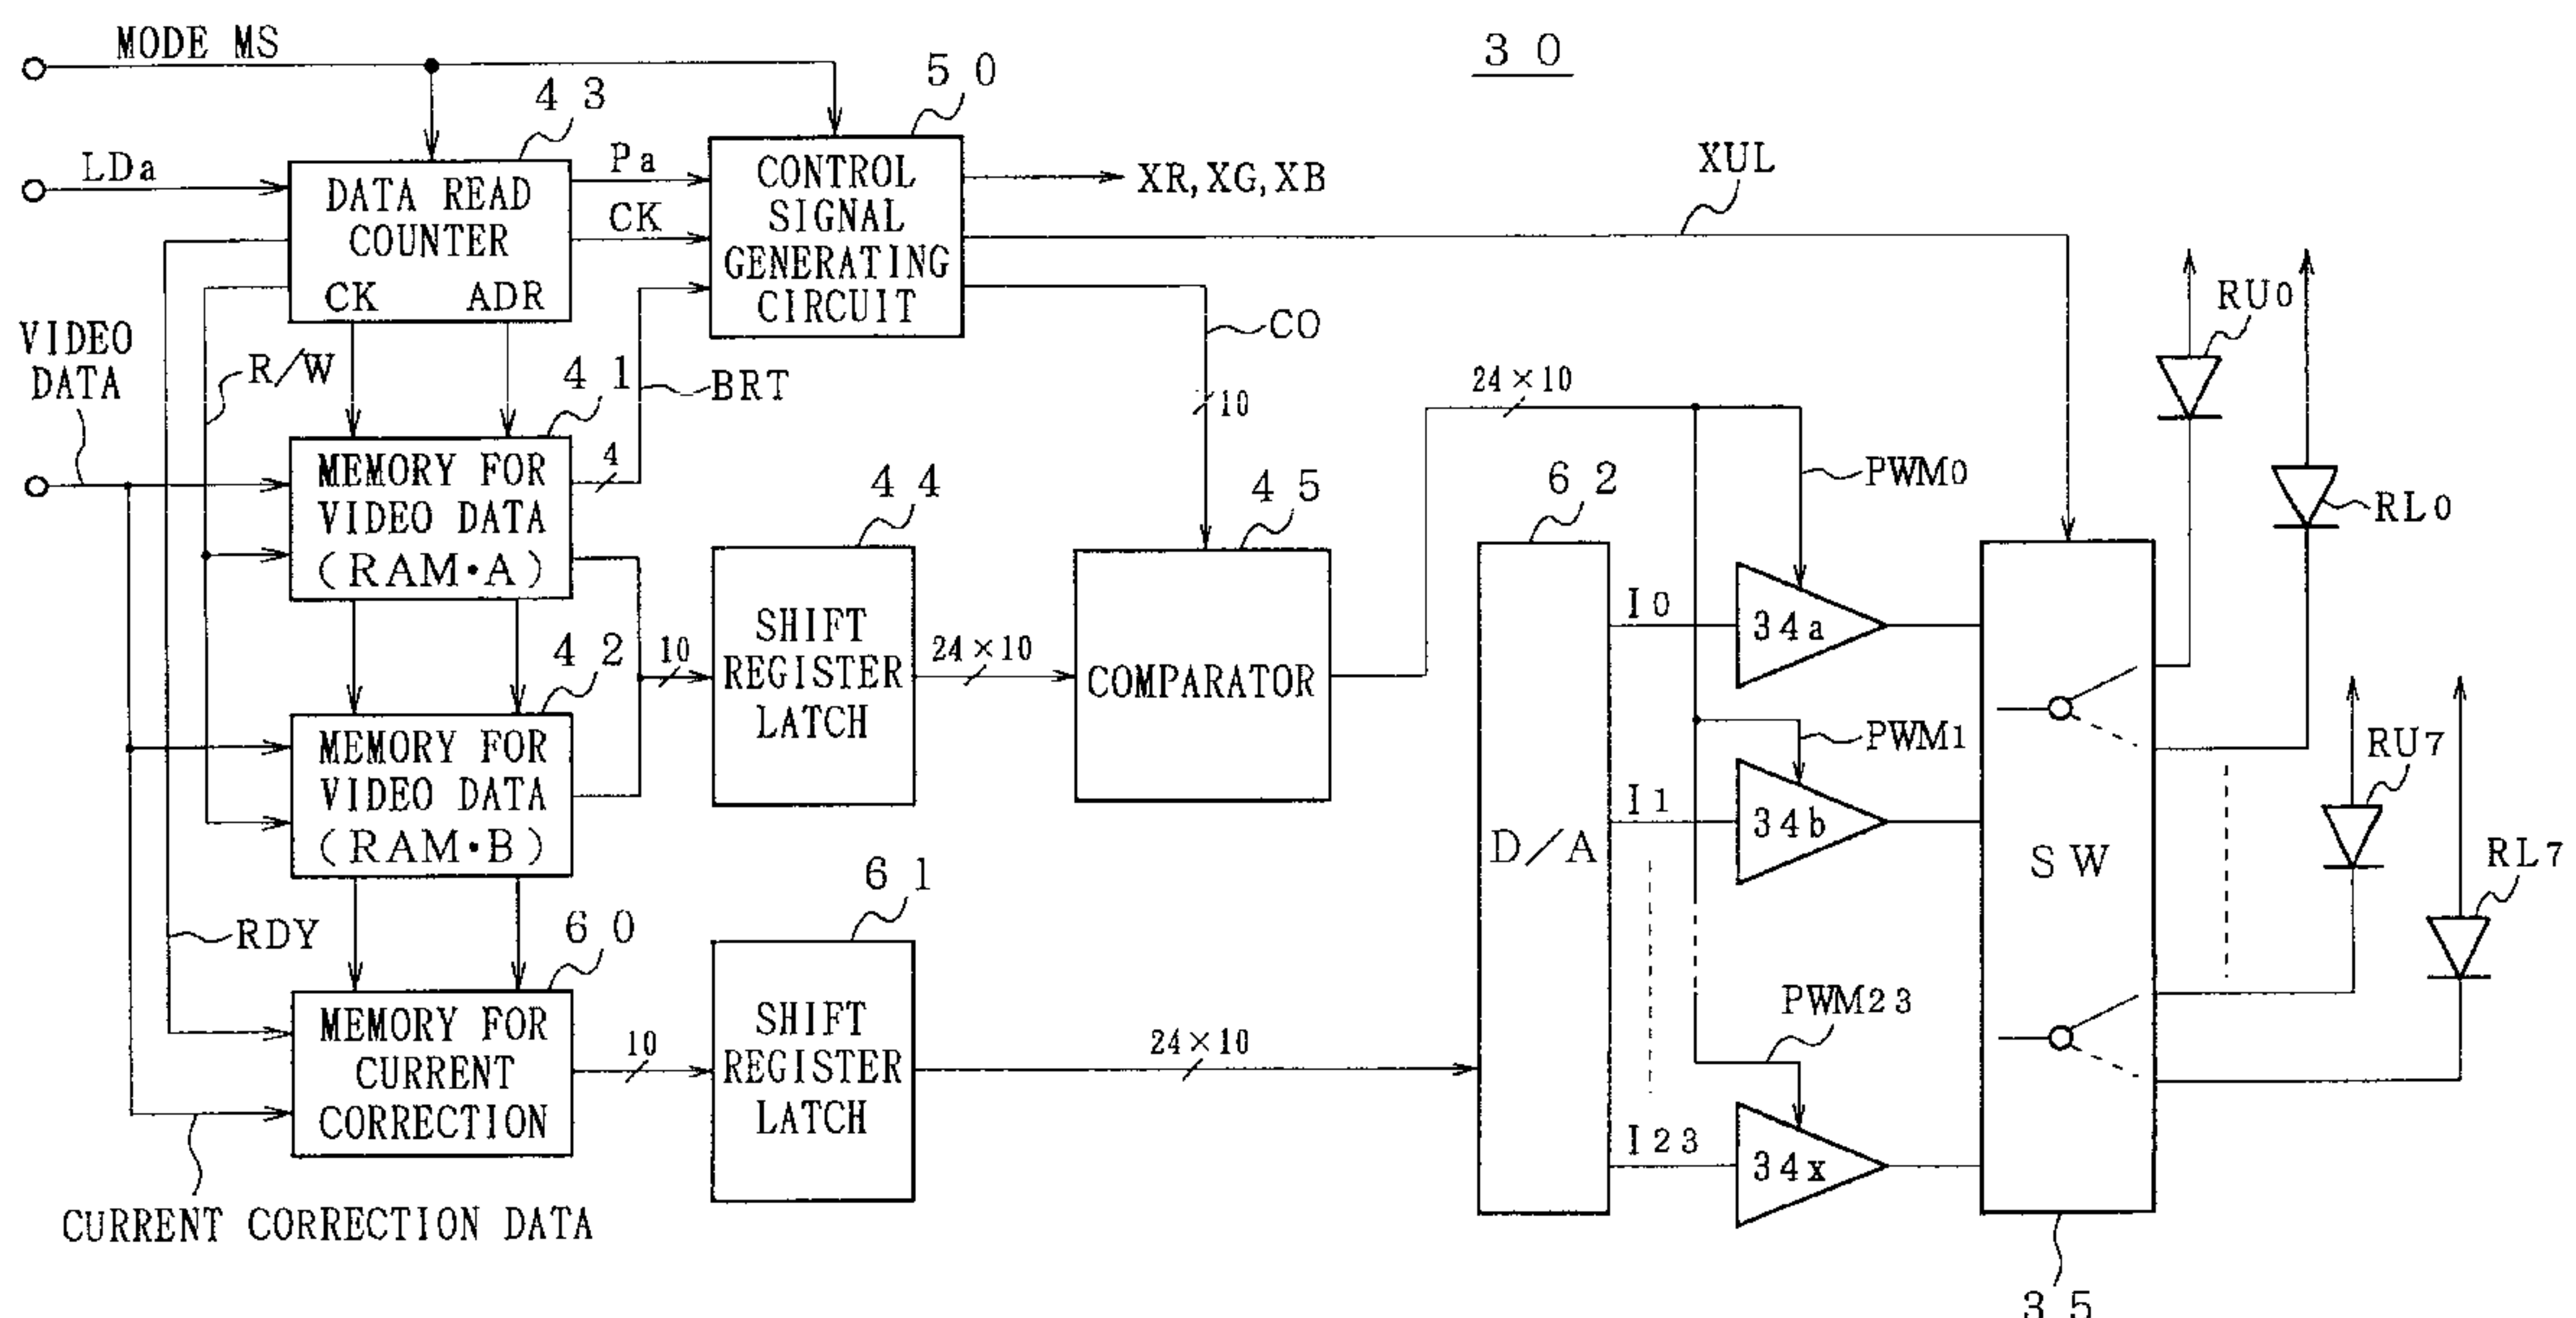 MODE MS
3 0
5 0
4 3
LDa
DATA READ
COUNTER
CK ADR
Pa
CK
CONTROL
SIGNAL
GENERATING
CIRCUIT
XR, XG, XB
XUL
RU0
CO
VIDEO
DATA
R/W
4 1
BRT
10
24×10
MEMORY FOR
VIDEO DATA
(RAM・A)
4
4 4
4 5
6 2
PWM0
RL0
SHIFT
REGISTER
LATCH
4 2
10
24×10
COMPARATOR
I0
34a
MEMORY FOR
VIDEO DATA
(RAM・B)
PWM1
RU7
I1
34b
D/A
SW
RL7
6 1
RDY
6 0
MEMORY FOR
CURRENT
CORRECTION
10
SHIFT
REGISTER
LATCH
24×10
PWM23
I23
34x
CURRENT CORRECTION DATA
3 5